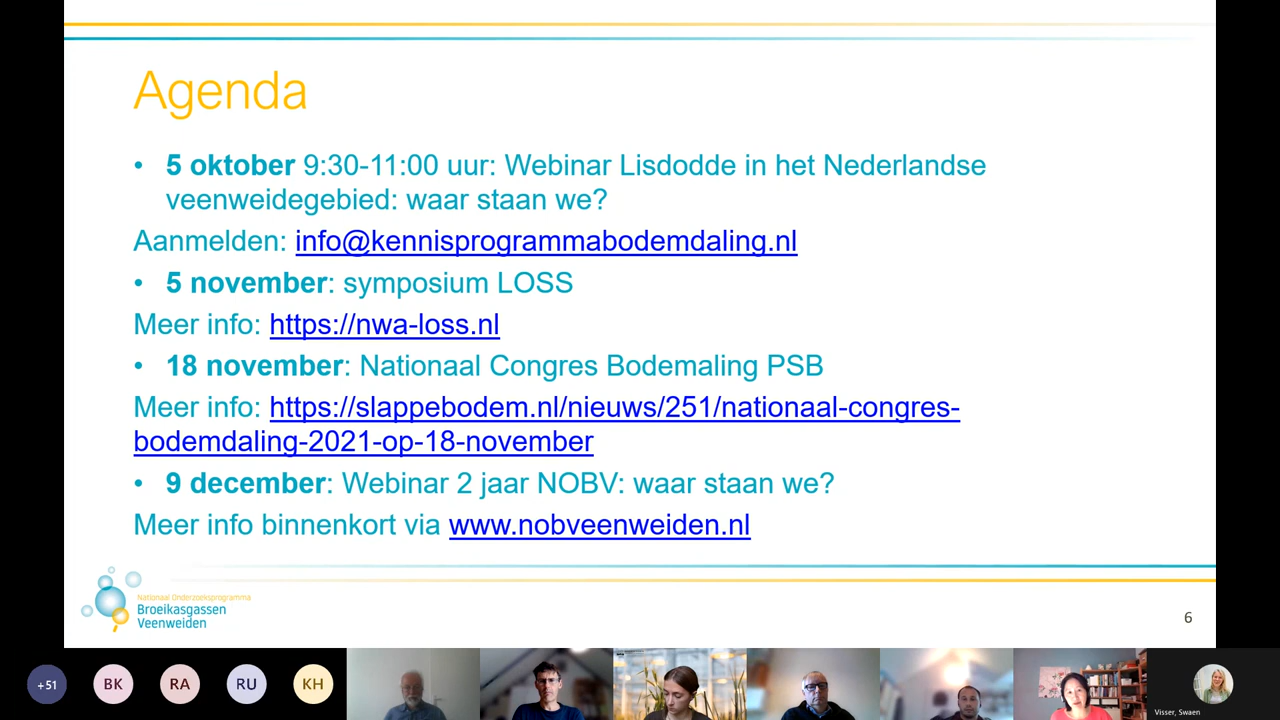 Agenda
• 5 oktober 9:30-11:00 uur: Webinar Lisdodde in het Nederlandse
veenweidegebied: waar staan we?
Aanmelden: info@kennisprogrammabodemdaling.nl
• 5 november: symposium LOSS
Meer info: https://nwa-loss.nl
• 18 november: Nationaal Congres Bodemaling PSB
Meer info: https://slappebodem.nl/nieuws/251/nationaal-congres-
bodemdaling-2021-op-18-november
• 9 december: Webinar 2 jaar NOBV: waar staan we?
Meer info binnenkort via www.nobveenweiden.nl
Nationaal Onderzoeksprogramma
Broeikasgassen
Veenweiden
6
+51 BK RA RU KH
Visser, Swaen